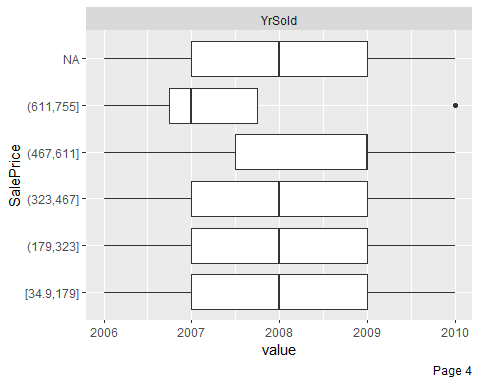 YrSold
NA
(611,755]
(467,611]
(323,467]
(179,323]
[34.9,179]
SalePrice
2006 2007 2008 2009 2010
value
Page 4